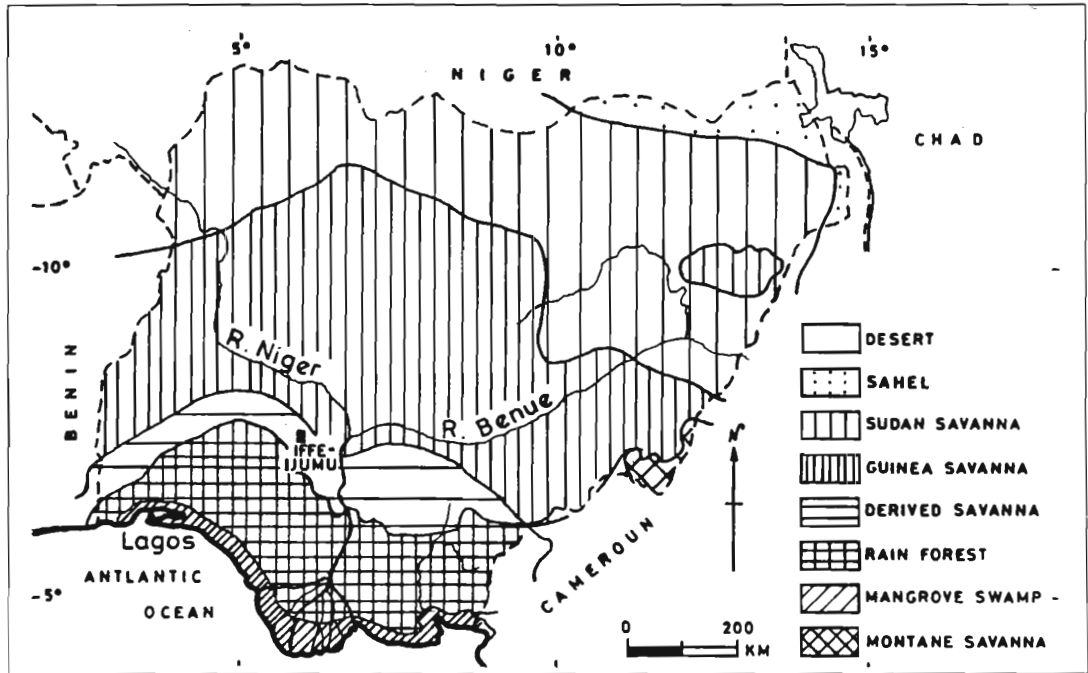 5°
10°
15°
NIGER
CHAD
-10°
BENIN
R. Niger
R. Benue
IFFE-
IJUMU
Lagos
ANTLANTIC
OCEAN
-5°
CAMEROUN
N
0 200
KM
DESERT
SAHEL
SUDAN SAVANNA
GUINEA SAVANNA
DERIVED SAVANNA
RAIN FOREST
MANGROVE SWAMP
MONTANE SAVANNA